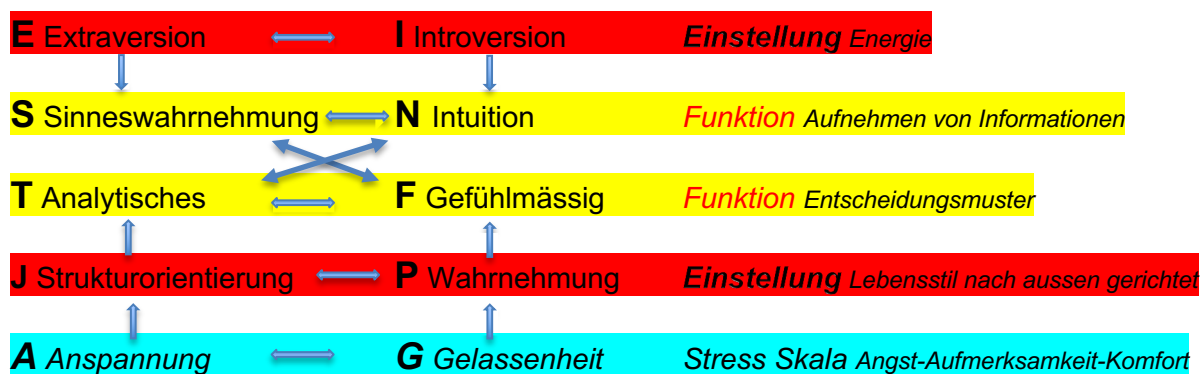 E Extraversion I Introversion Einstellung Energie
S Sinneswahrnehmung N Intuition Funktion Aufnehmen von Informationen
T Analytisches F Gefühlmässig Funktion Entscheidungsmuster
J Strukturorientierung P Wahrnehmung Einstellung Lebensstil nach aussen gerichtet
A Anspannung G Gelassenheit Stress Skala Angst-Aufmerksamkeit-Komfort